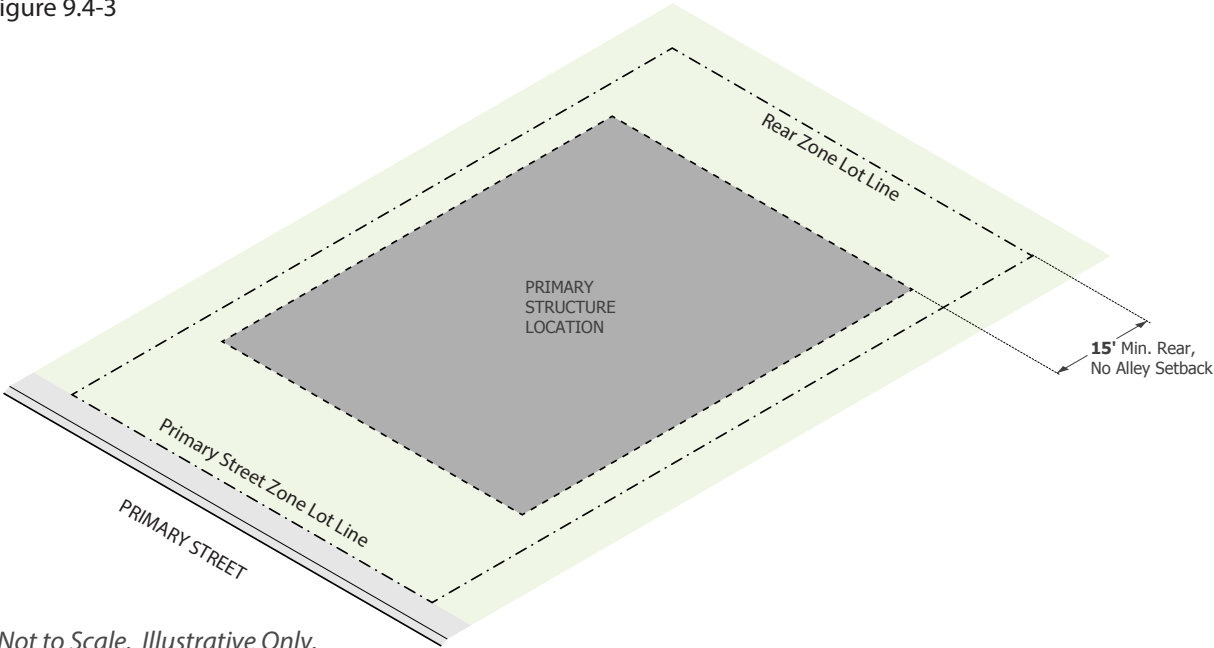 igure 9.4-3
Rear Zone Lot Line
PRIMARY
STRUCTURE
LOCATION
15' Min. Rear,
No Alley Setback
Primary Street Zone Lot Line
PRIMARY STREET
Not to Scale. Illustrative Only.